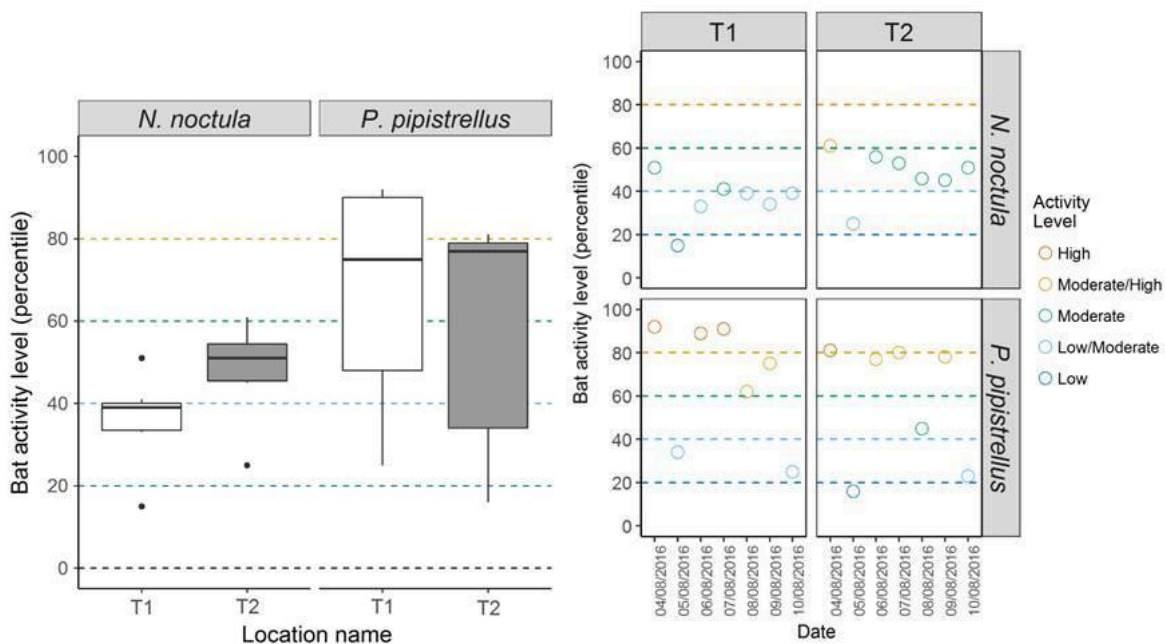 N. noctula
P. pipistrellus
Bat activity level (percentile)
100
80
60
40
20
0
T1
T2
T1
T2
Location name
T1
T2
Bat activity level (percentile)
100
80
60
40
20
0
N. noctula
Bat activity level (percentile)
100
80
60
40
20
0
P. pipistrellus
04/08/2016
05/08/2016
06/08/2016
07/08/2016
08/08/2016
09/08/2016
10/08/2016
04/08/2016
05/08/2016
06/08/2016
07/08/2016
08/08/2016
09/08/2016
10/08/2016
Date
Activity
Level
High
Moderate/High
Moderate
Low/Moderate
Low